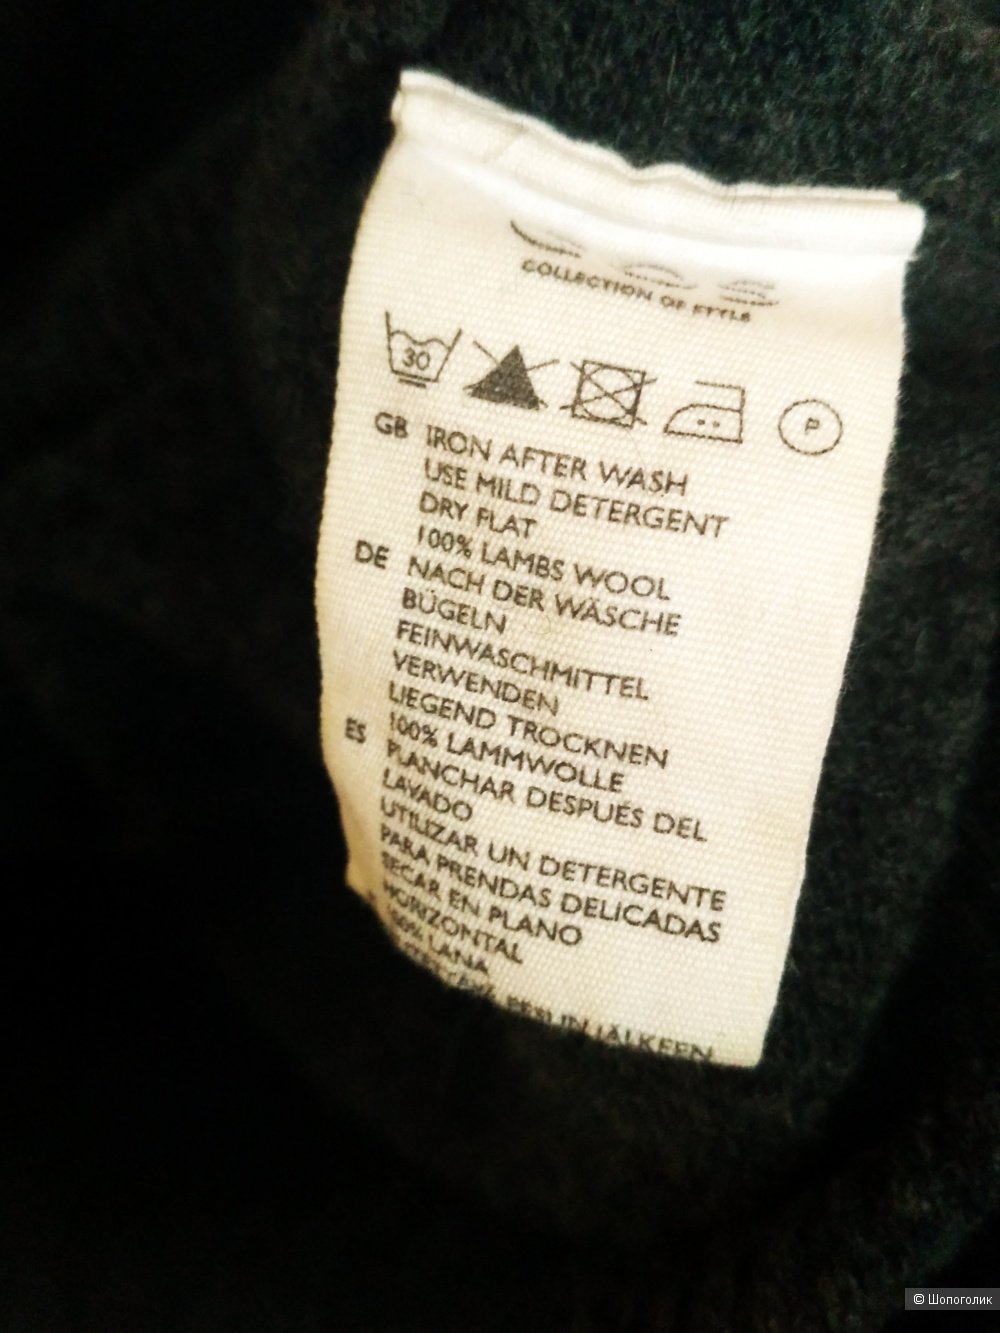 COS
COLLECTION OF STYLE
30
P
GB IRON AFTER WASH
USE MILD DETERGENT
DRY FLAT
100% LAMBS WOOL
DE NACH DER WÄSCHE
BÜGELN
FEINWASCHMITTEL
VERWENDEN
LIEGEND TROCKNEN
100% LAMMWOLLE
ES PLANCHAR DESPUÉS DEL
LAVADO
UTILIZAR UN DETERGENTE
PARA PRENDAS DELICADAS
SECAR EN PLANO
HORIZONTAL
100% LANA
© Шопоголик